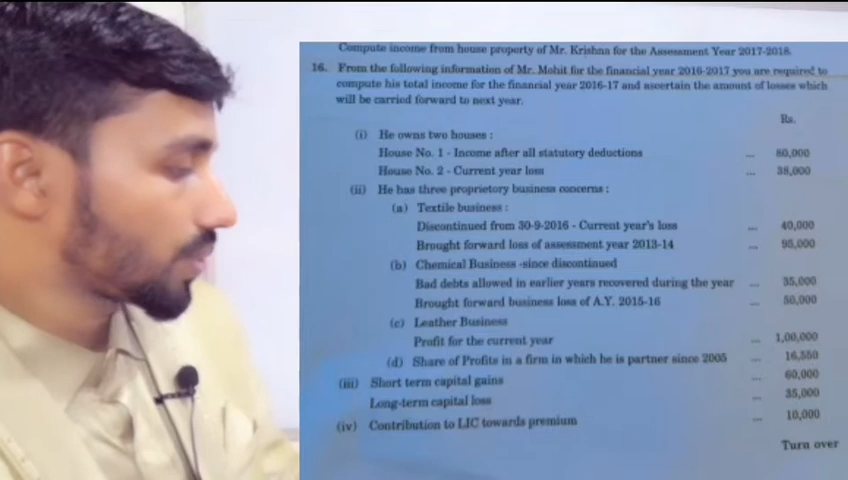 Compute income from house property of Mr. Krishna for the Assessment Year 2017-2018.
16. From the following information of Mr. Mohit for the financial year 2016-2017 you are required to
compute his total income for the financial year 2016-17 and ascertain the amount of losses which
will be carried forward to next year.
Rs.
(i) He owns two houses :
House No. 1 - Income after all statutory deductions ... 80,000
House No. 2 - Current year loss ... 38,000
(ii) He has three proprietory business concerns :
(a) Textile business :
Discontinued from 30-9-2016 - Current year's loss ... 40,000
Brought forward loss of assessment year 2013-14 ... 95,000
(b) Chemical Business -since discontinued
Bad debts allowed in earlier years recovered during the year ... 35,000
Brought forward business loss of A.Y. 2015-16 ... 50,000
(c) Leather Business
Profit for the current year ... 1,00,000
(d) Share of Profits in a firm in which he is partner since 2005 ... 16,550
(iii) Short term capital gains ... 60,000
Long-term capital loss ... 35,000
(iv) Contribution to LIC towards premium ... 10,000
Turn over